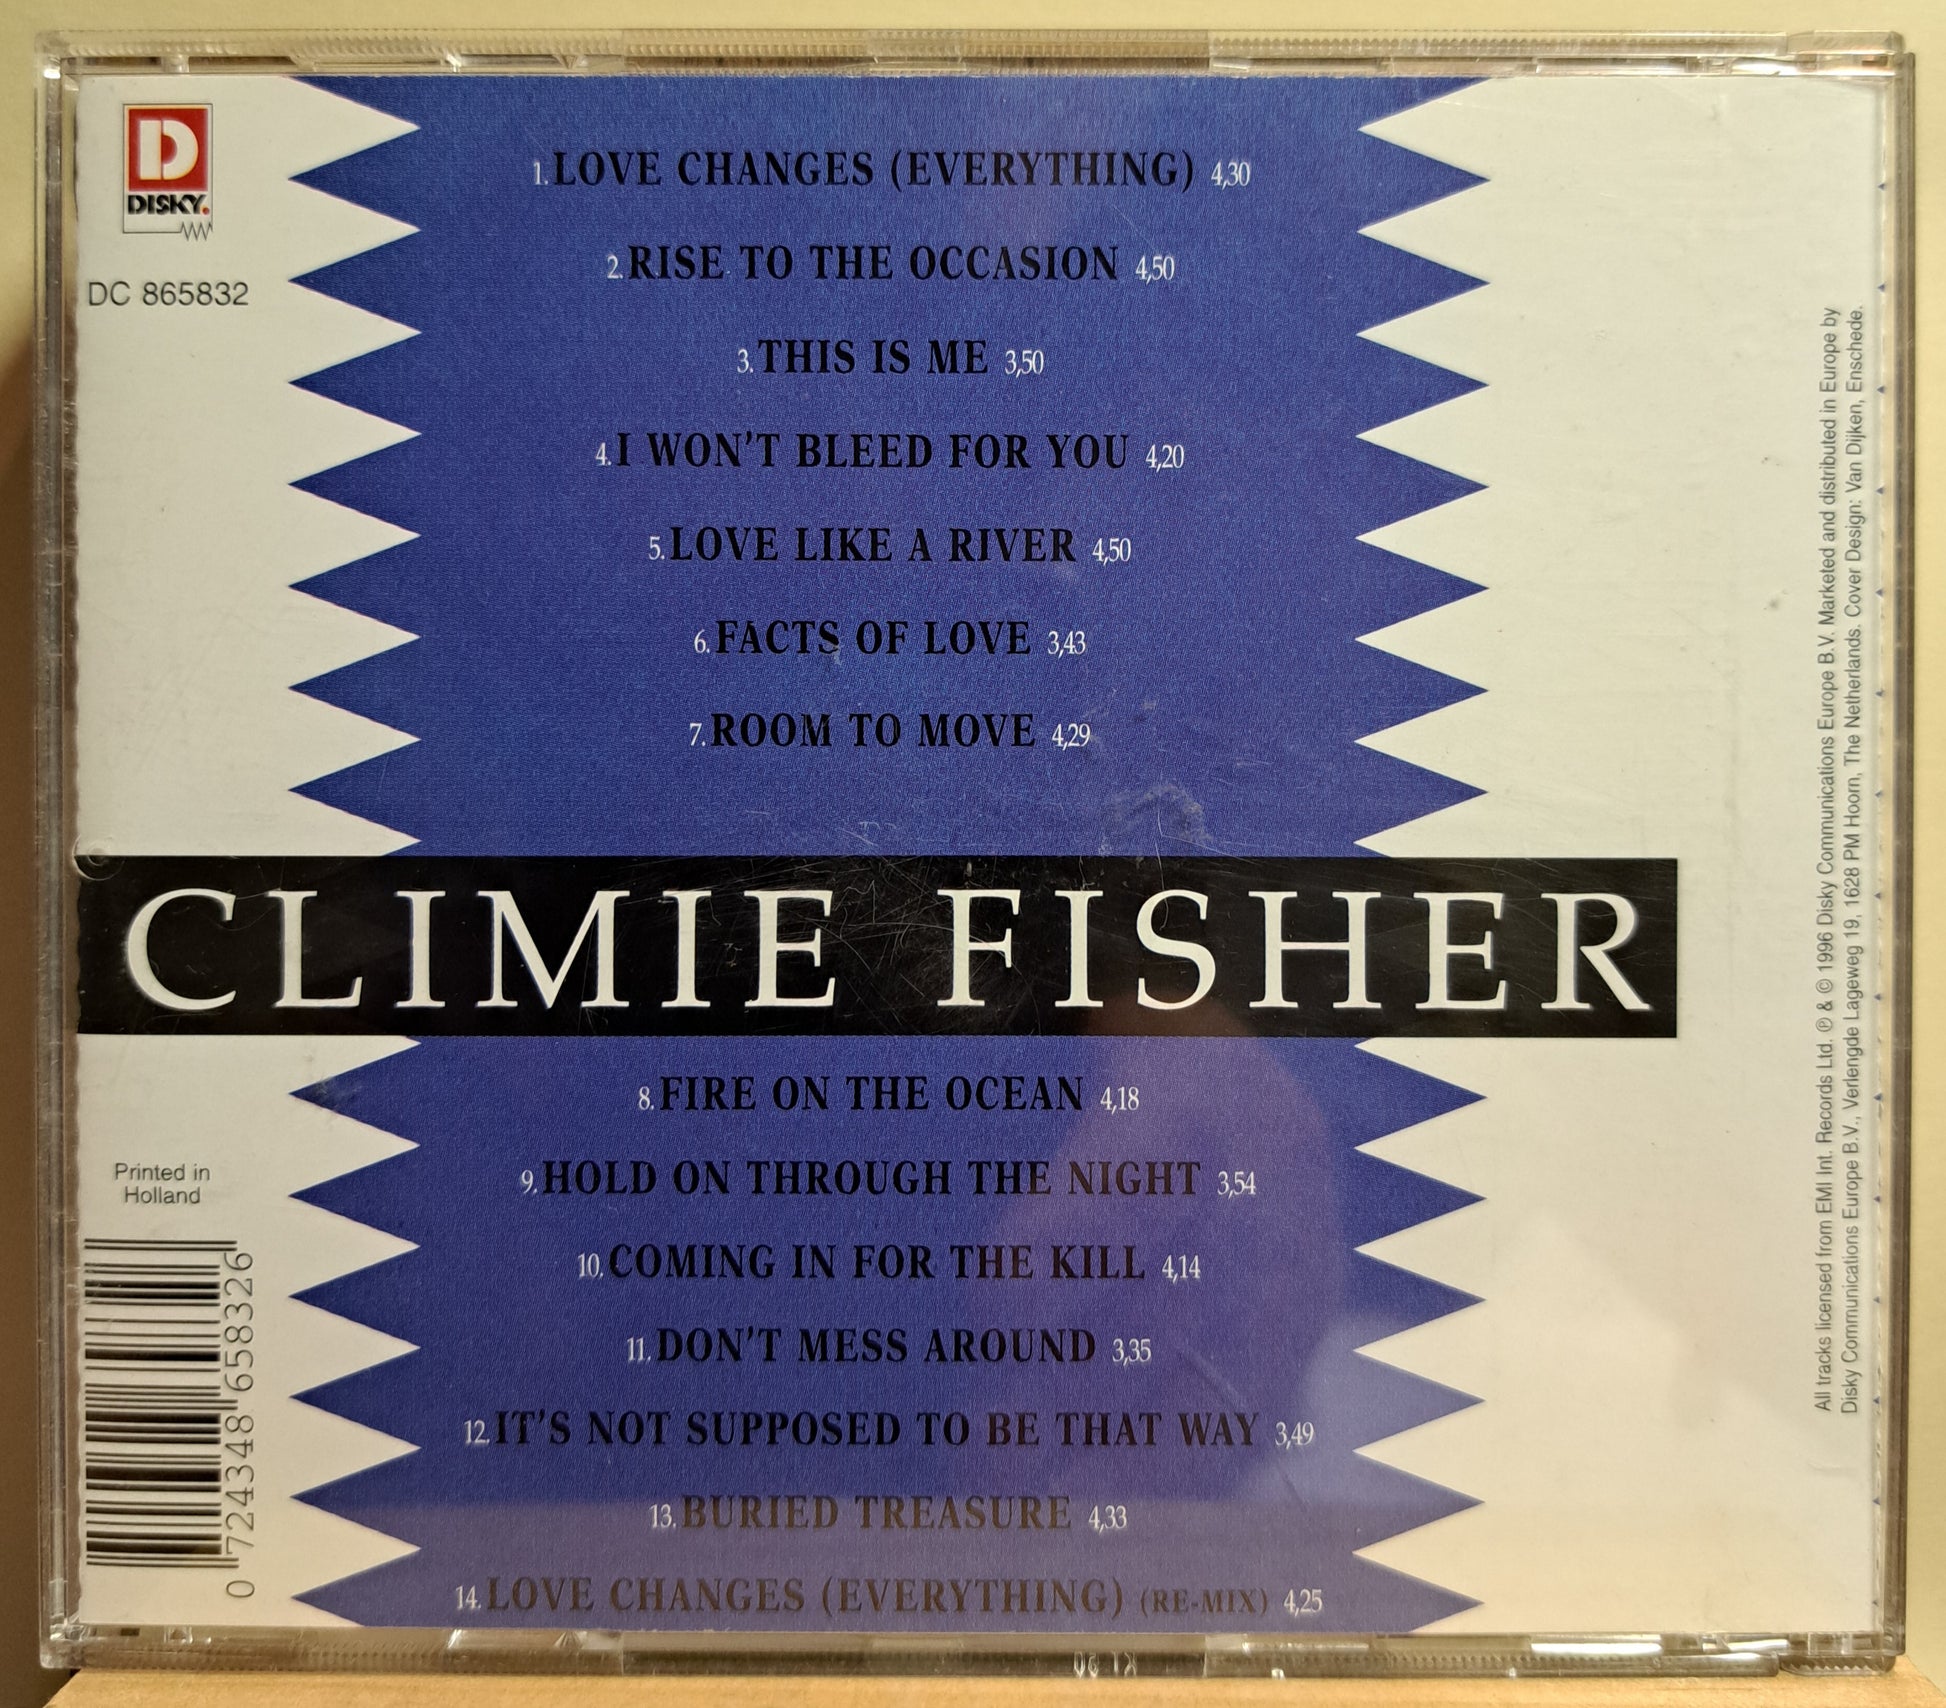 D
DISKY.
DC 865832
1. LOVE CHANGES (EVERYTHING) 4,30
2. RISE TO THE OCCASION 4,50
3. THIS IS ME 3,50
4. I WON'T BLEED FOR YOU 4,20
5. LOVE LIKE A RIVER 4,50
6. FACTS OF LOVE 3,43
7. ROOM TO MOVE 4,29
CLIMIE FISHER
8. FIRE ON THE OCEAN 4,18
9. HOLD ON THROUGH THE NIGHT 3,54
10. COMING IN FOR THE KILL 4,14
11. DON'T MESS AROUND 3,35
12. IT'S NOT SUPPOSED TO BE THAT WAY 3,49
13. BURIED TREASURE 4,33
14. LOVE CHANGES (EVERYTHING) (RE-MIX) 4,25
Printed in
Holland
0 724348 658326
All tracks licensed from EMI Int. Records Ltd. ℗ & © 1996 Disky Communications Europe B.V. Marketed and distributed in Europe by
Disky Communications Europe B.V., Verlengde Lageweg 19, 1628 PM Hoorn, The Netherlands. Cover Design: Van Dijken, Enschede.